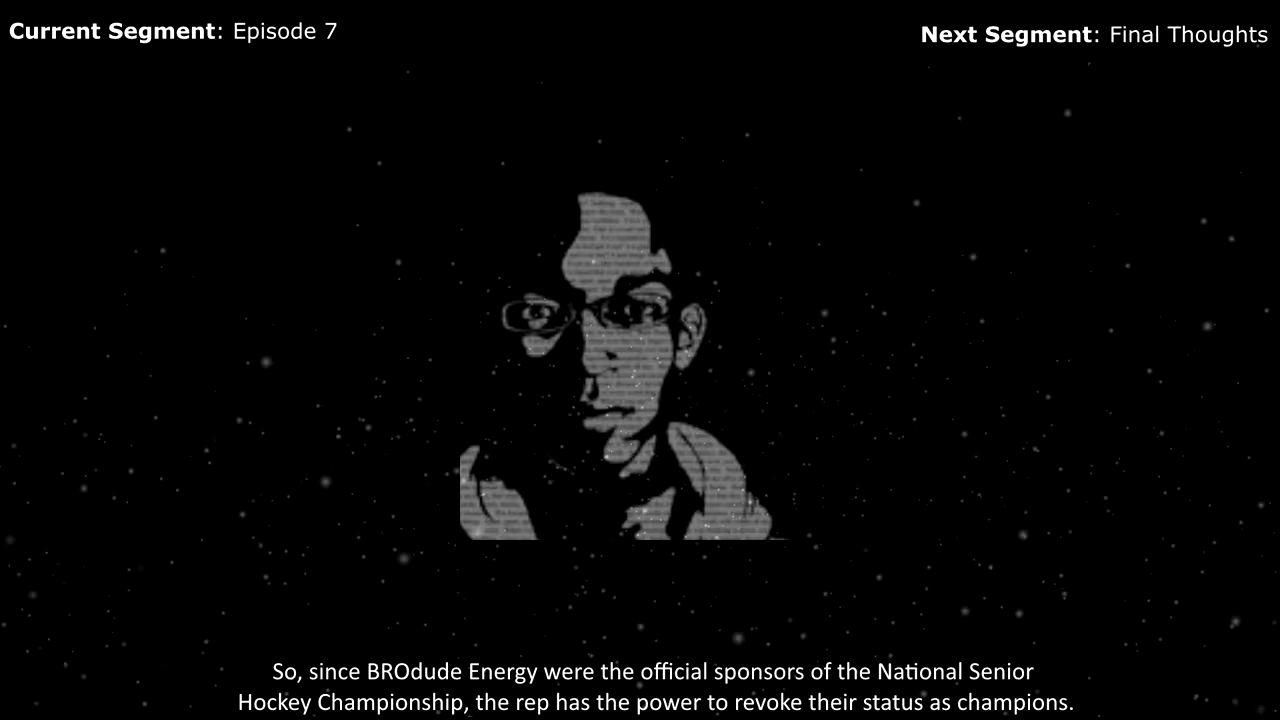 Current Segment: Episode 7
Next Segment: Final Thoughts
So, since BROdude Energy were the official sponsors of the National Senior
Hockey Championship, the rep has the power to revoke their status as champions.